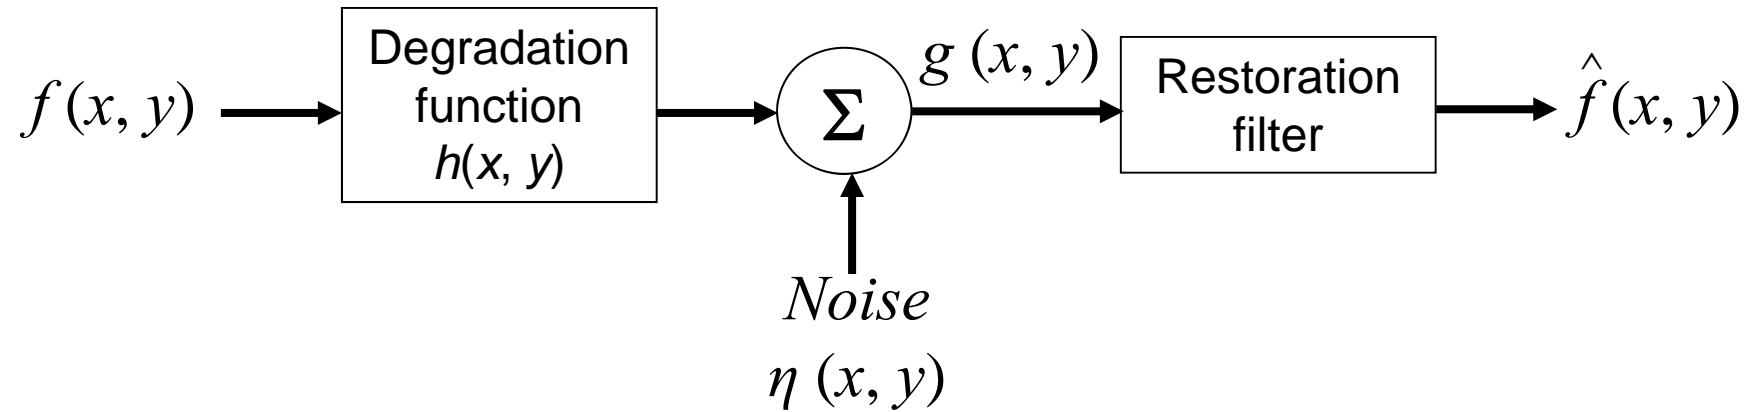 f (x, y)
Degradation
function
h(x, y)
Σ
g (x, y)
Restoration
filter
f̂ (x, y)
Noise
η (x, y)